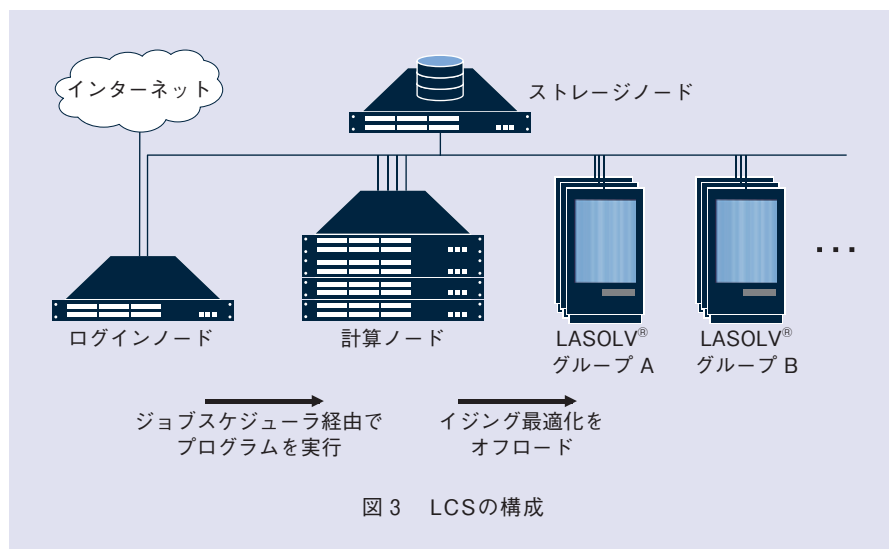 インターネット
ストレージノード
ログインノード
計算ノード
LASOLV®
グループ A
LASOLV®
グループ B
...
ジョブスケジューラ経由で
プログラムを実行
イジング最適化を
オフロード
図 3 LCSの構成